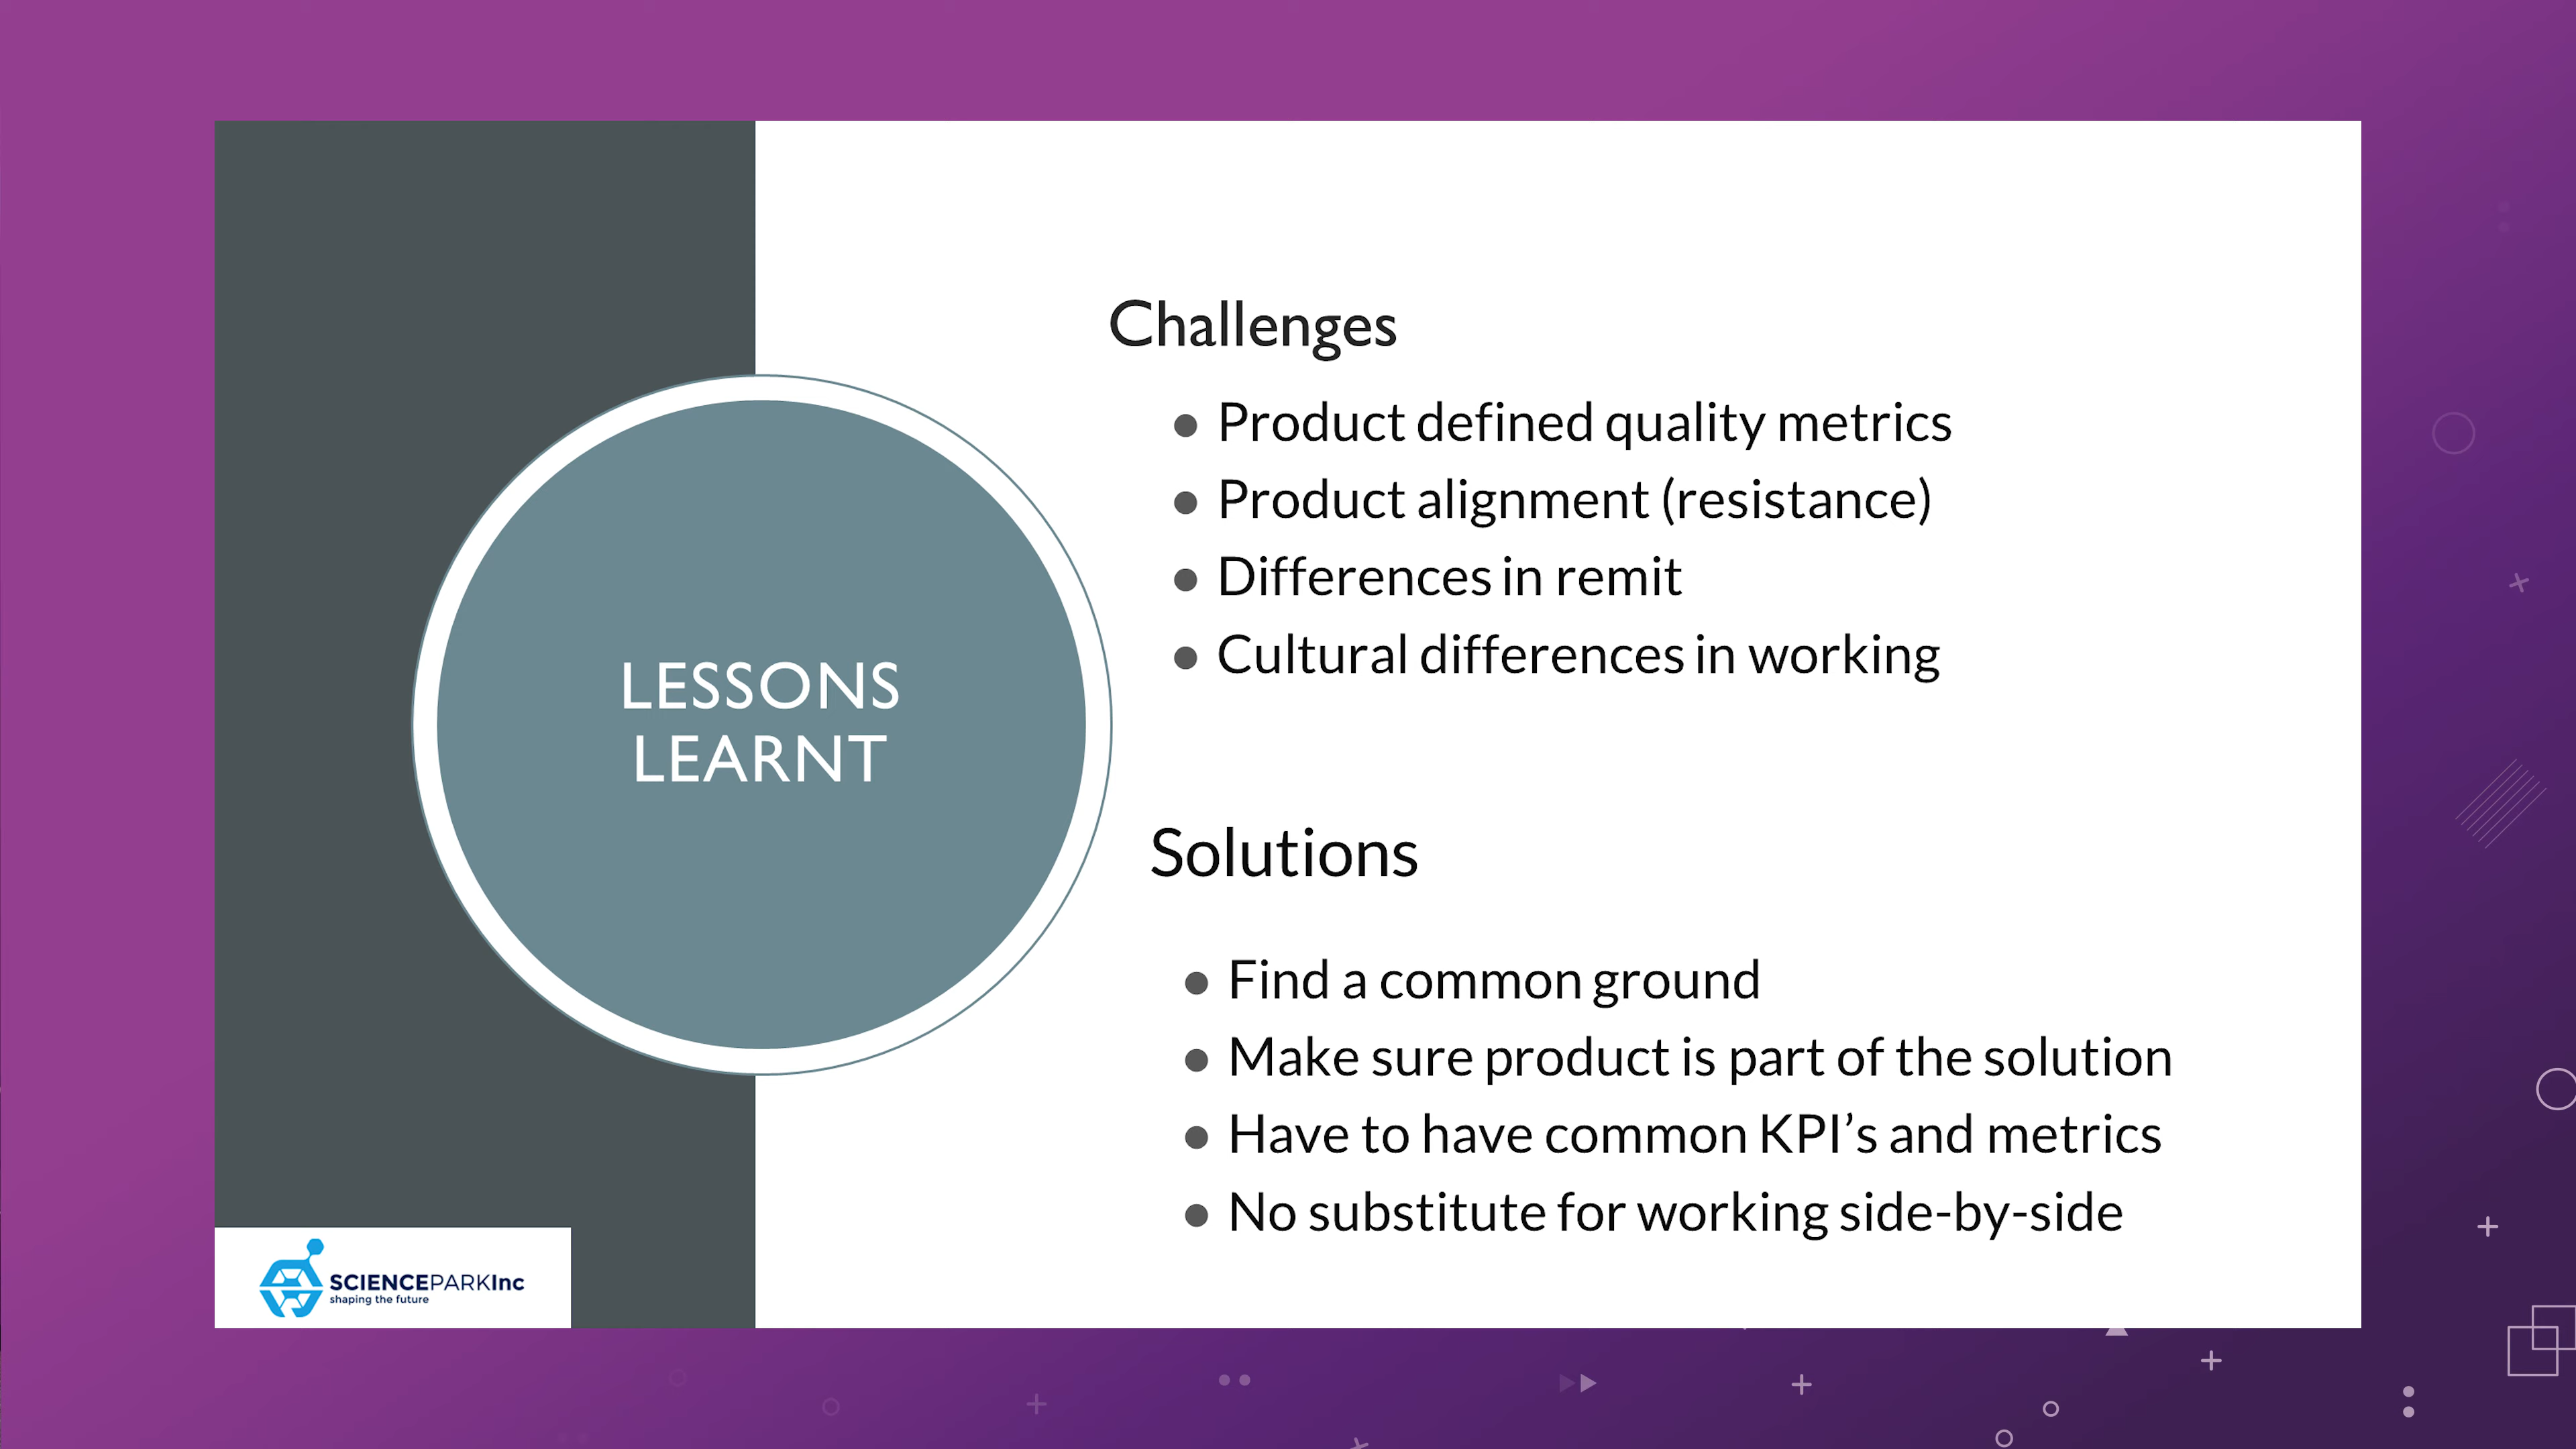 LESSONS
LEARNT
Challenges
Product defined quality metrics
Product alignment (resistance)
Differences in remit
Cultural differences in working
Solutions
Find a common ground
Make sure product is part of the solution
Have to have common KPI’s and metrics
No substitute for working side-by-side
SCIENCEPARKInc
shaping the future